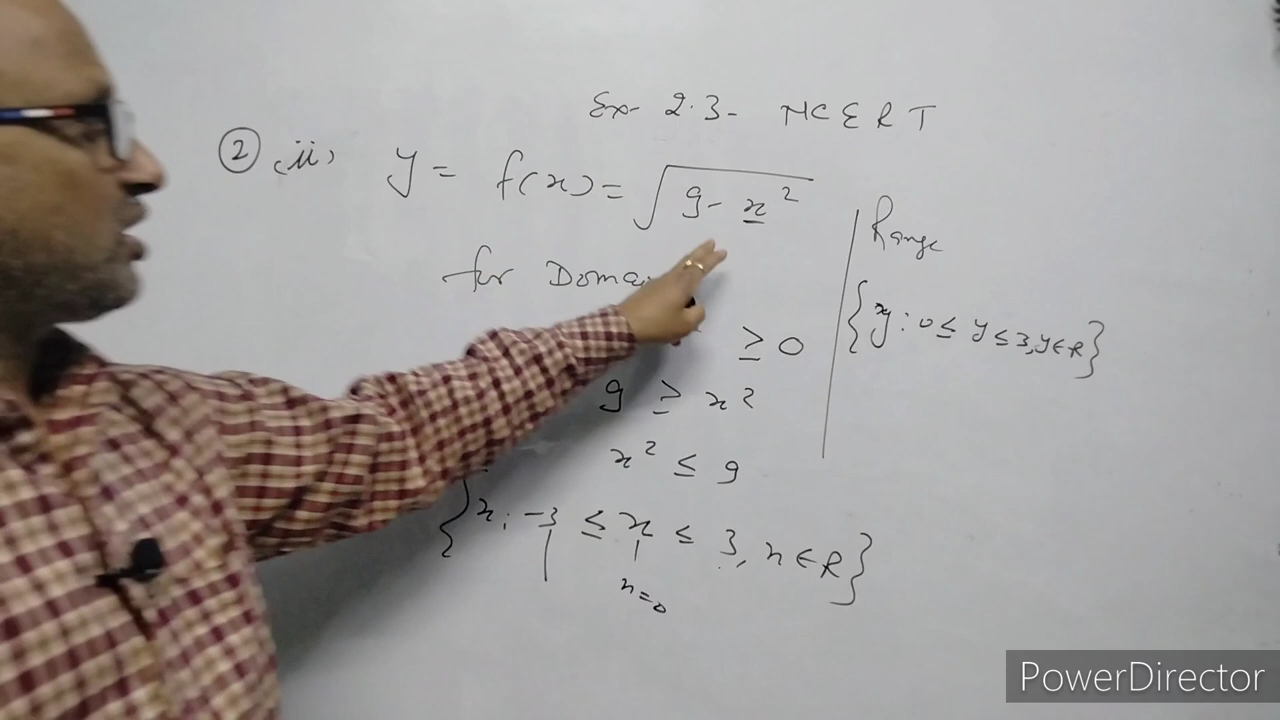 Ex- 2.3- NCERT
② (ii) y = f(x) = √9 - x²
for Domai
≥ 0
9 ≥ x²
x² ≤ 9
{x: -3 ≤ x ≤ 3, x ∈ R}
x=0
Range
{y : 0 ≤ y ≤ 3, y ∈ R}
PowerDirector